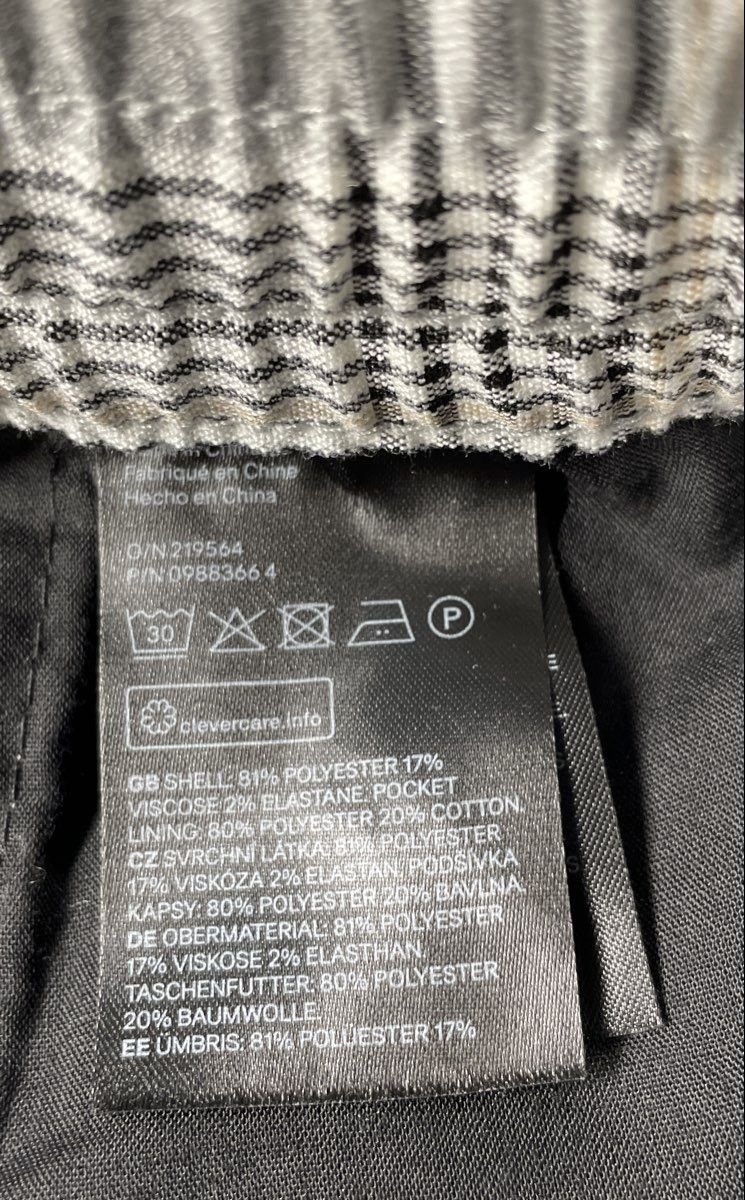 Fabriqué en Chine
Hecho en China
O/N 219564
P/N 0988366 4
30
P
clevercare.info
GB SHELL: 81% POLYESTER 17%
VISCOSE 2% ELASTANE. POCKET
LINING: 80% POLYESTER 20% COTTON.
CZ SVRCHNÍ LÁTKA: 81% POLYESTER
17% VISKÓZA 2% ELASTAN. PODŠÍVKA
KAPSY: 80% POLYESTER 20% BAVLNA.
DE OBERMATERIAL: 81% POLYESTER
17% VISKOSE 2% ELASTHAN.
TASCHENFUTTER: 80% POLYESTER
20% BAUMWOLLE.
EE ÜMBRIS: 81% POLÜESTER 17%